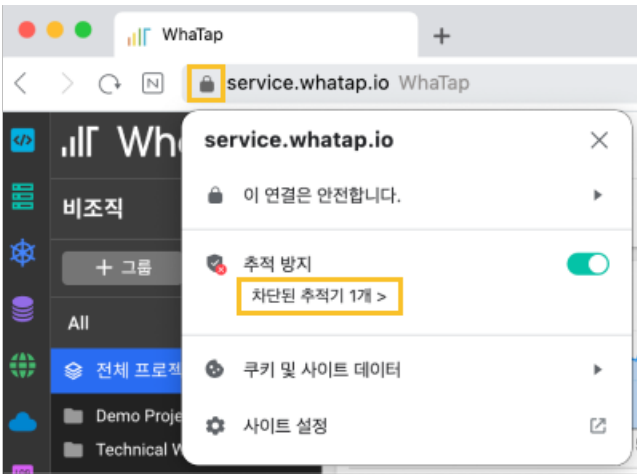 WhaTap
service.whatap.io WhaTap
service.whatap.io
이 연결은 안전합니다.
추적 방지
차단된 추적기 1개 >
쿠키 및 사이트 데이터
사이트 설정
비조직
+ 그룹
All
전체 프로젝
Demo Proje
Technical W